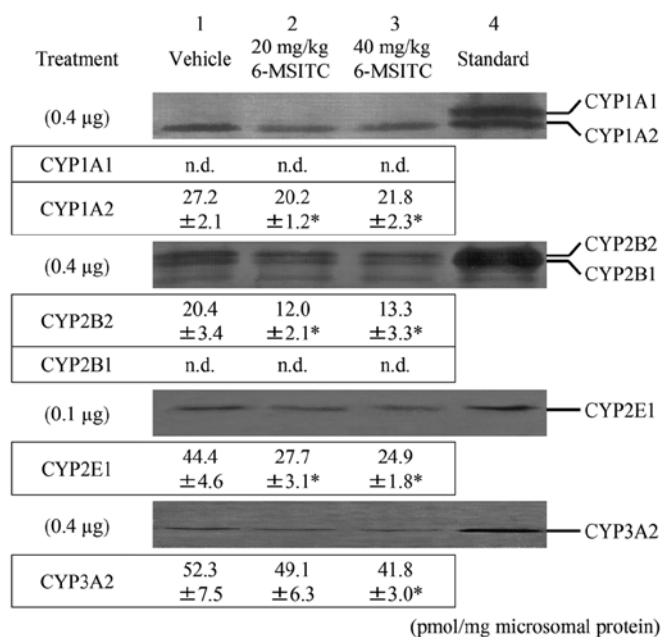 1 2 3 4
Treatment Vehicle 20 mg/kg 6-MSITC 40 mg/kg 6-MSITC Standard
(0.4 μg) CYP1A1
CYP1A2
CYP1A1 n.d. n.d. n.d.
CYP1A2 27.2 20.2 21.8
±2.1 ±1.2* ±2.3*
(0.4 μg) CYP2B2
CYP2B1
CYP2B2 20.4 12.0 13.3
±3.4 ±2.1* ±3.3*
CYP2B1 n.d. n.d. n.d.
(0.1 μg) CYP2E1
CYP2E1 44.4 27.7 24.9
±4.6 ±3.1* ±1.8*
(0.4 μg) CYP3A2
CYP3A2 52.3 49.1 41.8
±7.5 ±6.3 ±3.0*
(pmol/mg microsomal protein)